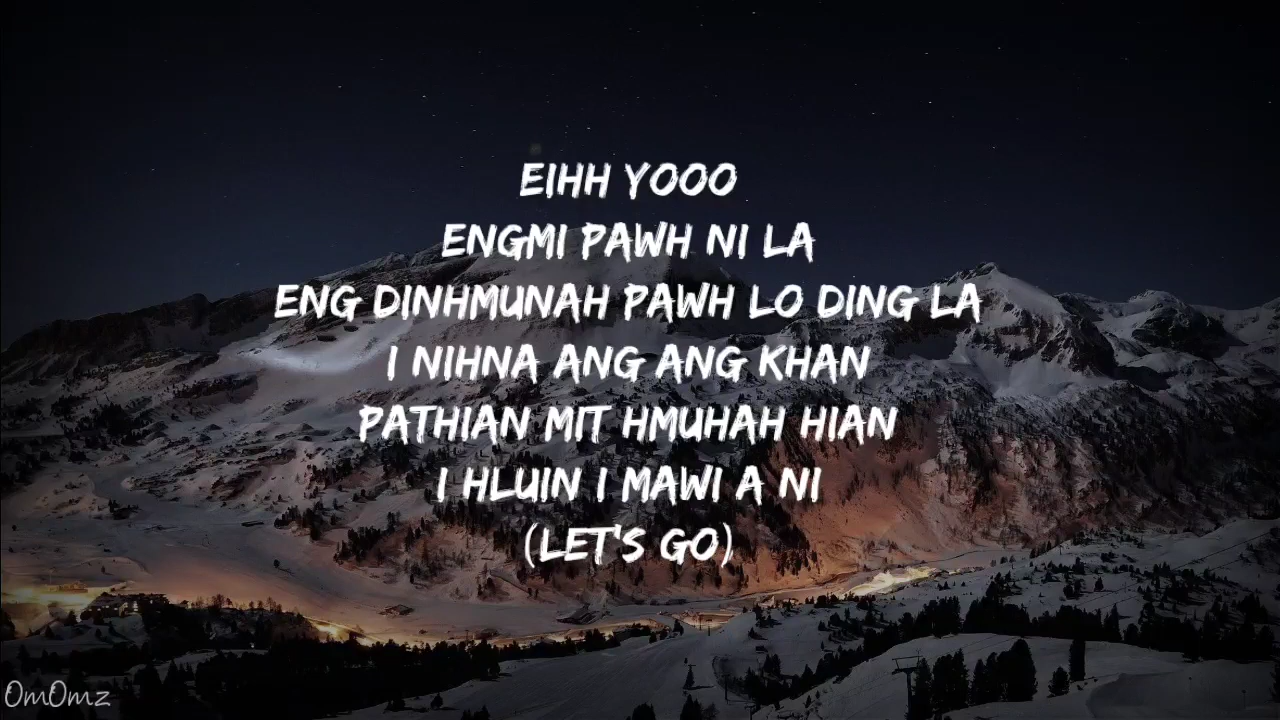 EIHH YOOO
ENGMI PAWH NI LA
ENG DINHMUNAH PAWH LO DING LA
I NIHNA ANG ANG KHAN
PATHIAN MIT HMUHAH HIAN
I HLUIN I MAWI A NI
(LET'S GO)
OmOmz